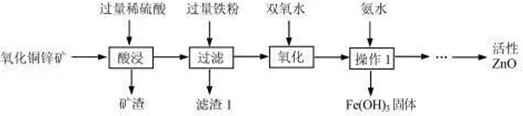 过量稀硫酸 过量铁粉 双氧水 氨水
氧化铜锌矿 酸浸 过滤 氧化 操作 1 … 活性
ZnO
矿渣 滤渣 1 Fe(OH)₃固体